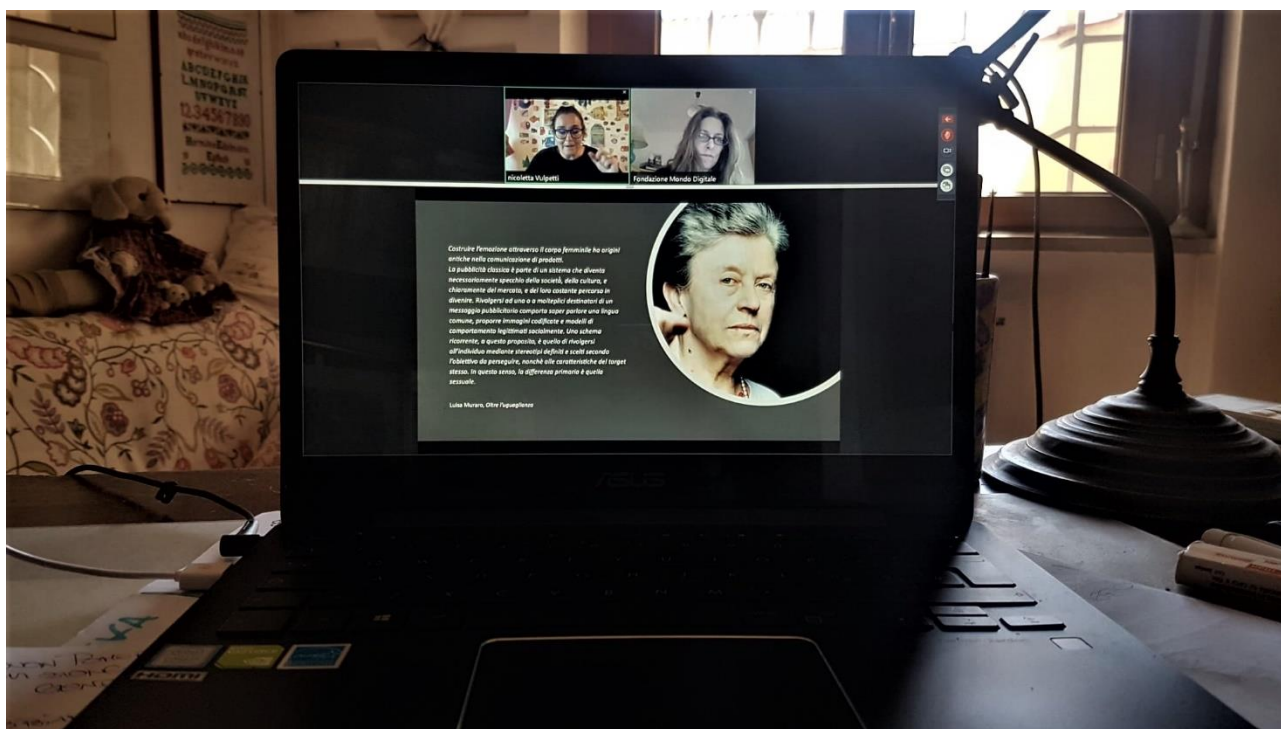 ABCDEFGHIK
LMNOPQRST
UVWXYZ
1234567890
nicoletta Vulpetti
Fondazione Mondo Digitale
Costruire l'emozione attraverso il corpo femminile ha origini
antiche nella comunicazione di prodotti.
La pubblicità classica è parte di un sistema che diventa
necessariamente specchio della società, della cultura, e
chiaramente del mercato, e del loro costante percorso in
divenire. Rivolgersi ad uno o a molteplici destinatari di un
messaggio pubblicitario comporta saper parlare una lingua
comune, proporre immagini codificate e modelli di
comportamento legittimati socialmente. Uno schema
ricorrente, a questo proposito, è quello di rivolgersi
all'individuo mediante stereotipi definiti e scelti secondo
l'obiettivo da perseguire, nonchè alle caratteristiche del target
stesso. In questo senso, la differenza primaria è quella
sessuale.
Luisa Muraro, Oltre l'uguaglianza
ASUS
HDMI